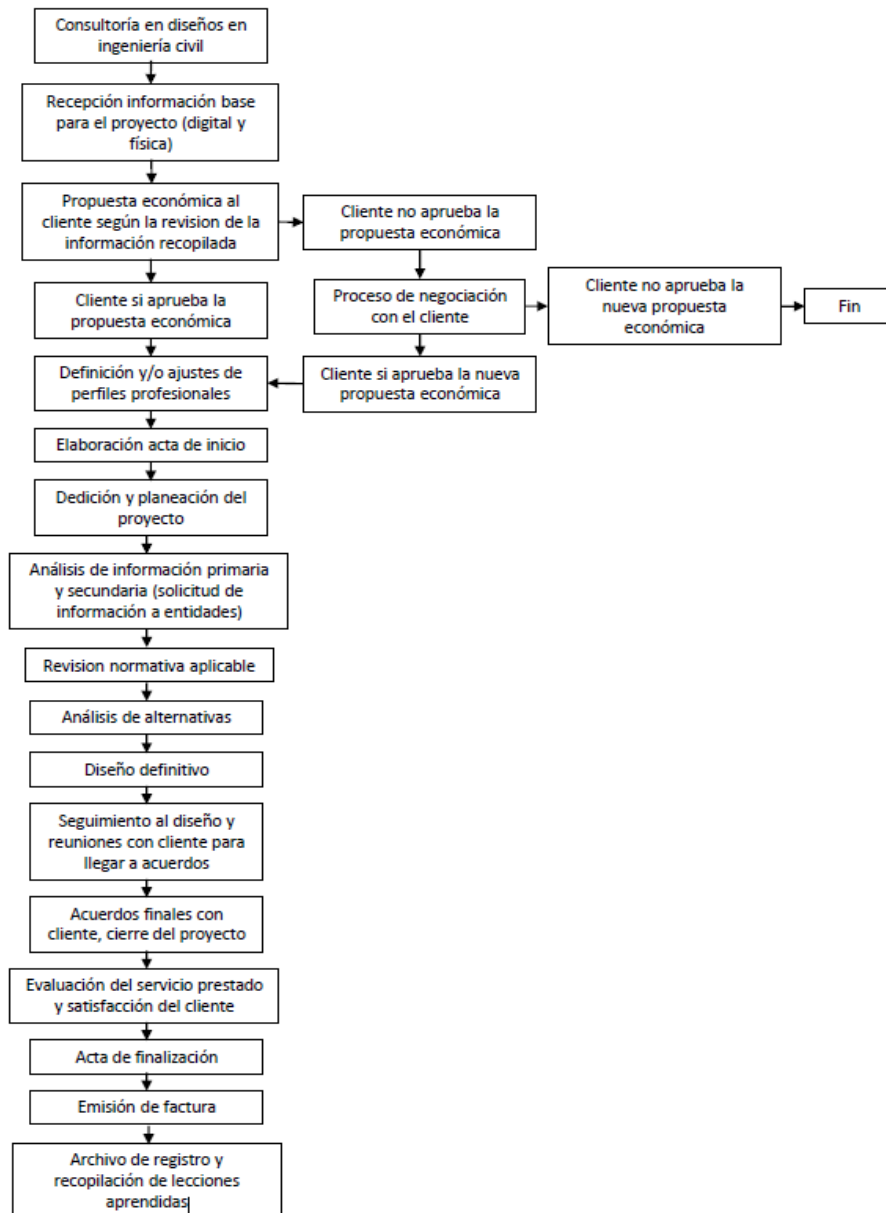 Consultoría en diseños en
ingeniería civil
Recepción información base
para el proyecto (digital y
física)
Propuesta económica al
cliente según la revision de la
información recopilada
Cliente no aprueba la
propuesta económica
Cliente si aprueba la
propuesta económica
Proceso de negociación
con el cliente
Cliente no aprueba la
nueva propuesta
económica
Fin
Definición y/o ajustes de
perfiles profesionales
Cliente si aprueba la nueva
propuesta económica
Elaboración acta de inicio
Dedición y planeación del
proyecto
Análisis de información primaria
y secundaria (solicitud de
información a entidades)
Revision normativa aplicable
Análisis de alternativas
Diseño definitivo
Seguimiento al diseño y
reuniones con cliente para
llegar a acuerdos
Acuerdos finales con
cliente, cierre del proyecto
Evaluación del servicio prestado
y satisfacción del cliente
Acta de finalización
Emisión de factura
Archivo de registro y
recopilación de lecciones
aprendidas